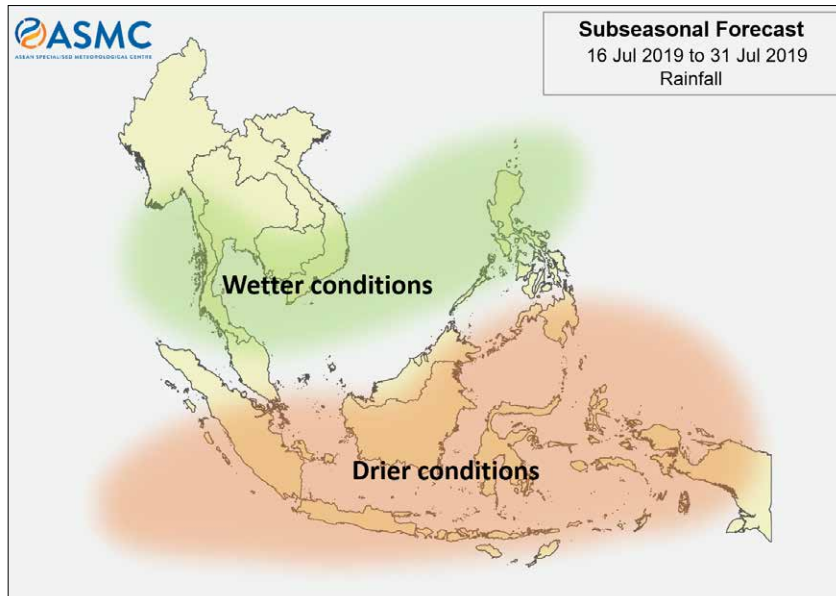 ASMC
ASEAN SPECIALISED METEOROLOGICAL CENTRE
Subseasonal Forecast
16 Jul 2019 to 31 Jul 2019
Rainfall
Wetter conditions
Drier conditions